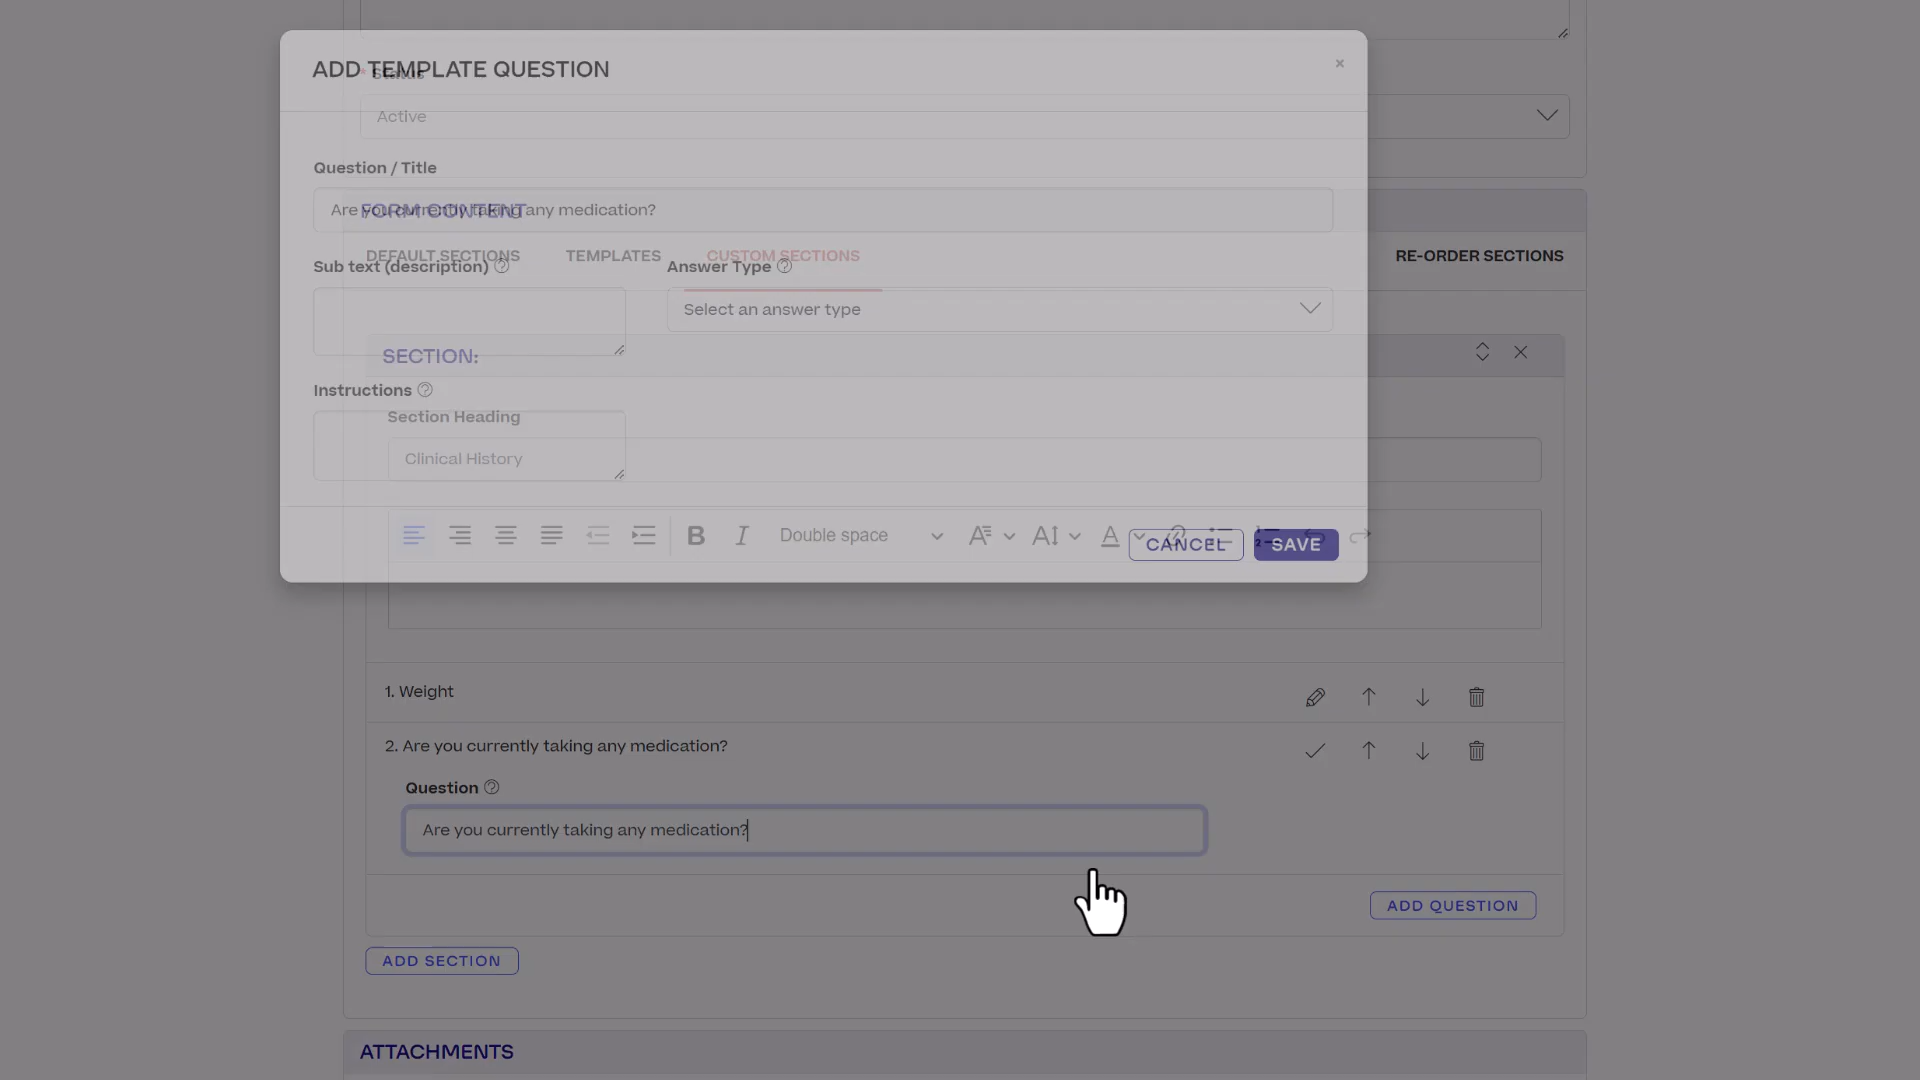 ADD TEMPLATE QUESTION
* Status
Active
Question / Title
Are you currently taking any medication?
FORM CONTENT
DEFAULT SECTIONS
TEMPLATES
CUSTOM SECTIONS
RE-ORDER SECTIONS
Sub text (description)
Answer Type
Select an answer type
SECTION:
Instructions
Section Heading
Clinical History
B I Double space
CANCEL
SAVE
1. Weight
2. Are you currently taking any medication?
Question
Are you currently taking any medication?
ADD QUESTION
ADD SECTION
ATTACHMENTS